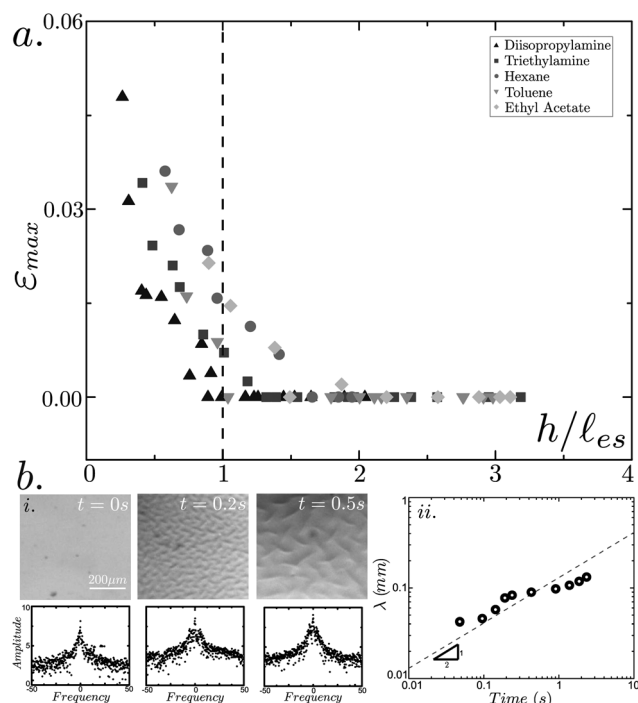 a.
0.06
0.03
0.00
ε_max
Diisopropylamine
Triethylamine
Hexane
Toluene
Ethyl Acetate
0 1 2 3 4
h/ℓ_es
b.
i. t = 0s t = 0.2s t = 0.5s
200μm
10
5
0
Amplitude
-50 0 50 -50 0 50 -50 0 50
Frequency Frequency Frequency
ii.
1
0.1
0.01
λ (mm)
1
2
0.01 0.1 1 10
Time (s)